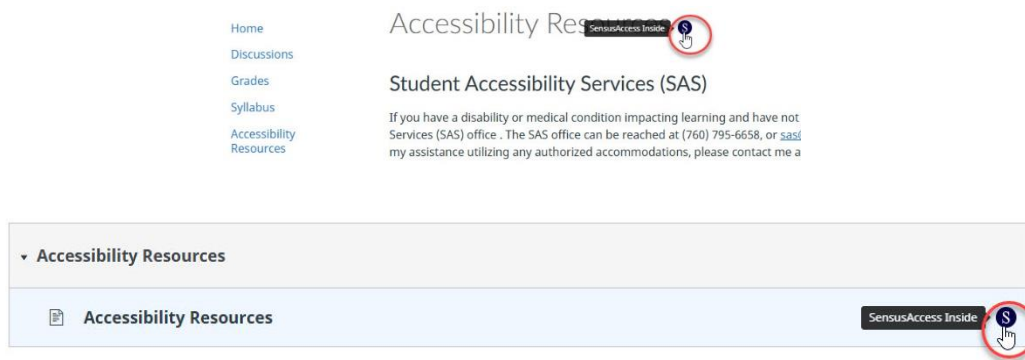 Home
Discussions
Grades
Syllabus
Accessibility
Resources
Accessibility Res
SensusAccess Inside
S
Student Accessibility Services (SAS)
If you have a disability or medical condition impacting learning and have not
Services (SAS) office . The SAS office can be reached at (760) 795-6658, or sas
my assistance utilizing any authorized accommodations, please contact me a
Accessibility Resources
Accessibility Resources
SensusAccess Inside
S